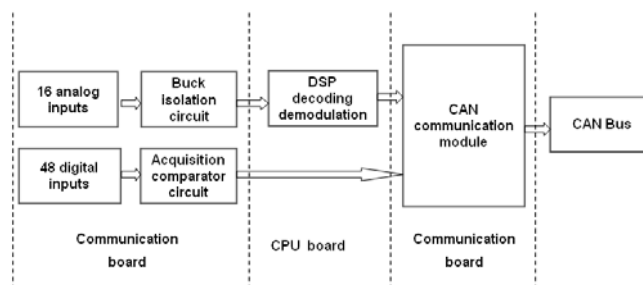 16 analog
inputs
Buck
isolation
circuit
DSP
decoding
demodulation
CAN
communication
module
CAN Bus
48 digital
inputs
Acquisition
comparator
circuit
Communication
board
CPU board
Communication
board